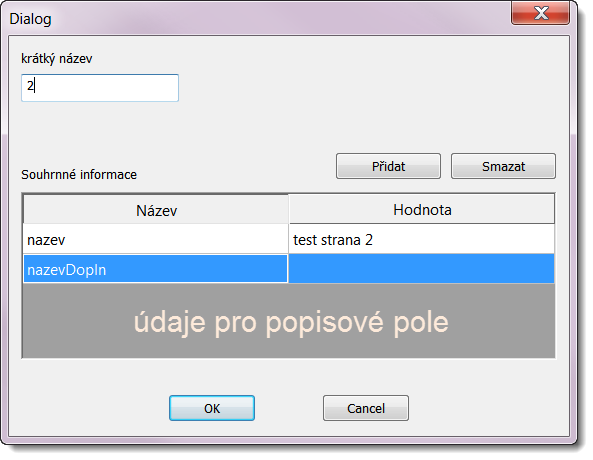 Dialog
krátký název
2
Přidat Smazat
Souhrnné informace
Název Hodnota
nazev test strana 2
nazevDopln
údaje pro popisové pole
OK Cancel